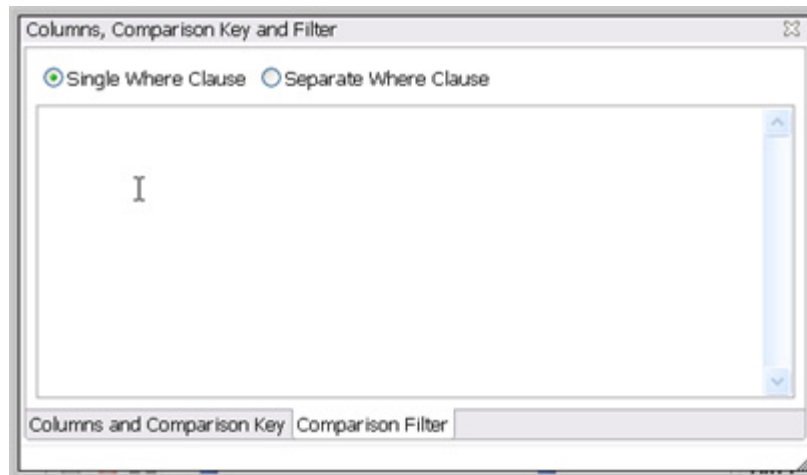 Columns, Comparison Key and Filter
Single Where Clause Separate Where Clause
Columns and Comparison Key Comparison Filter